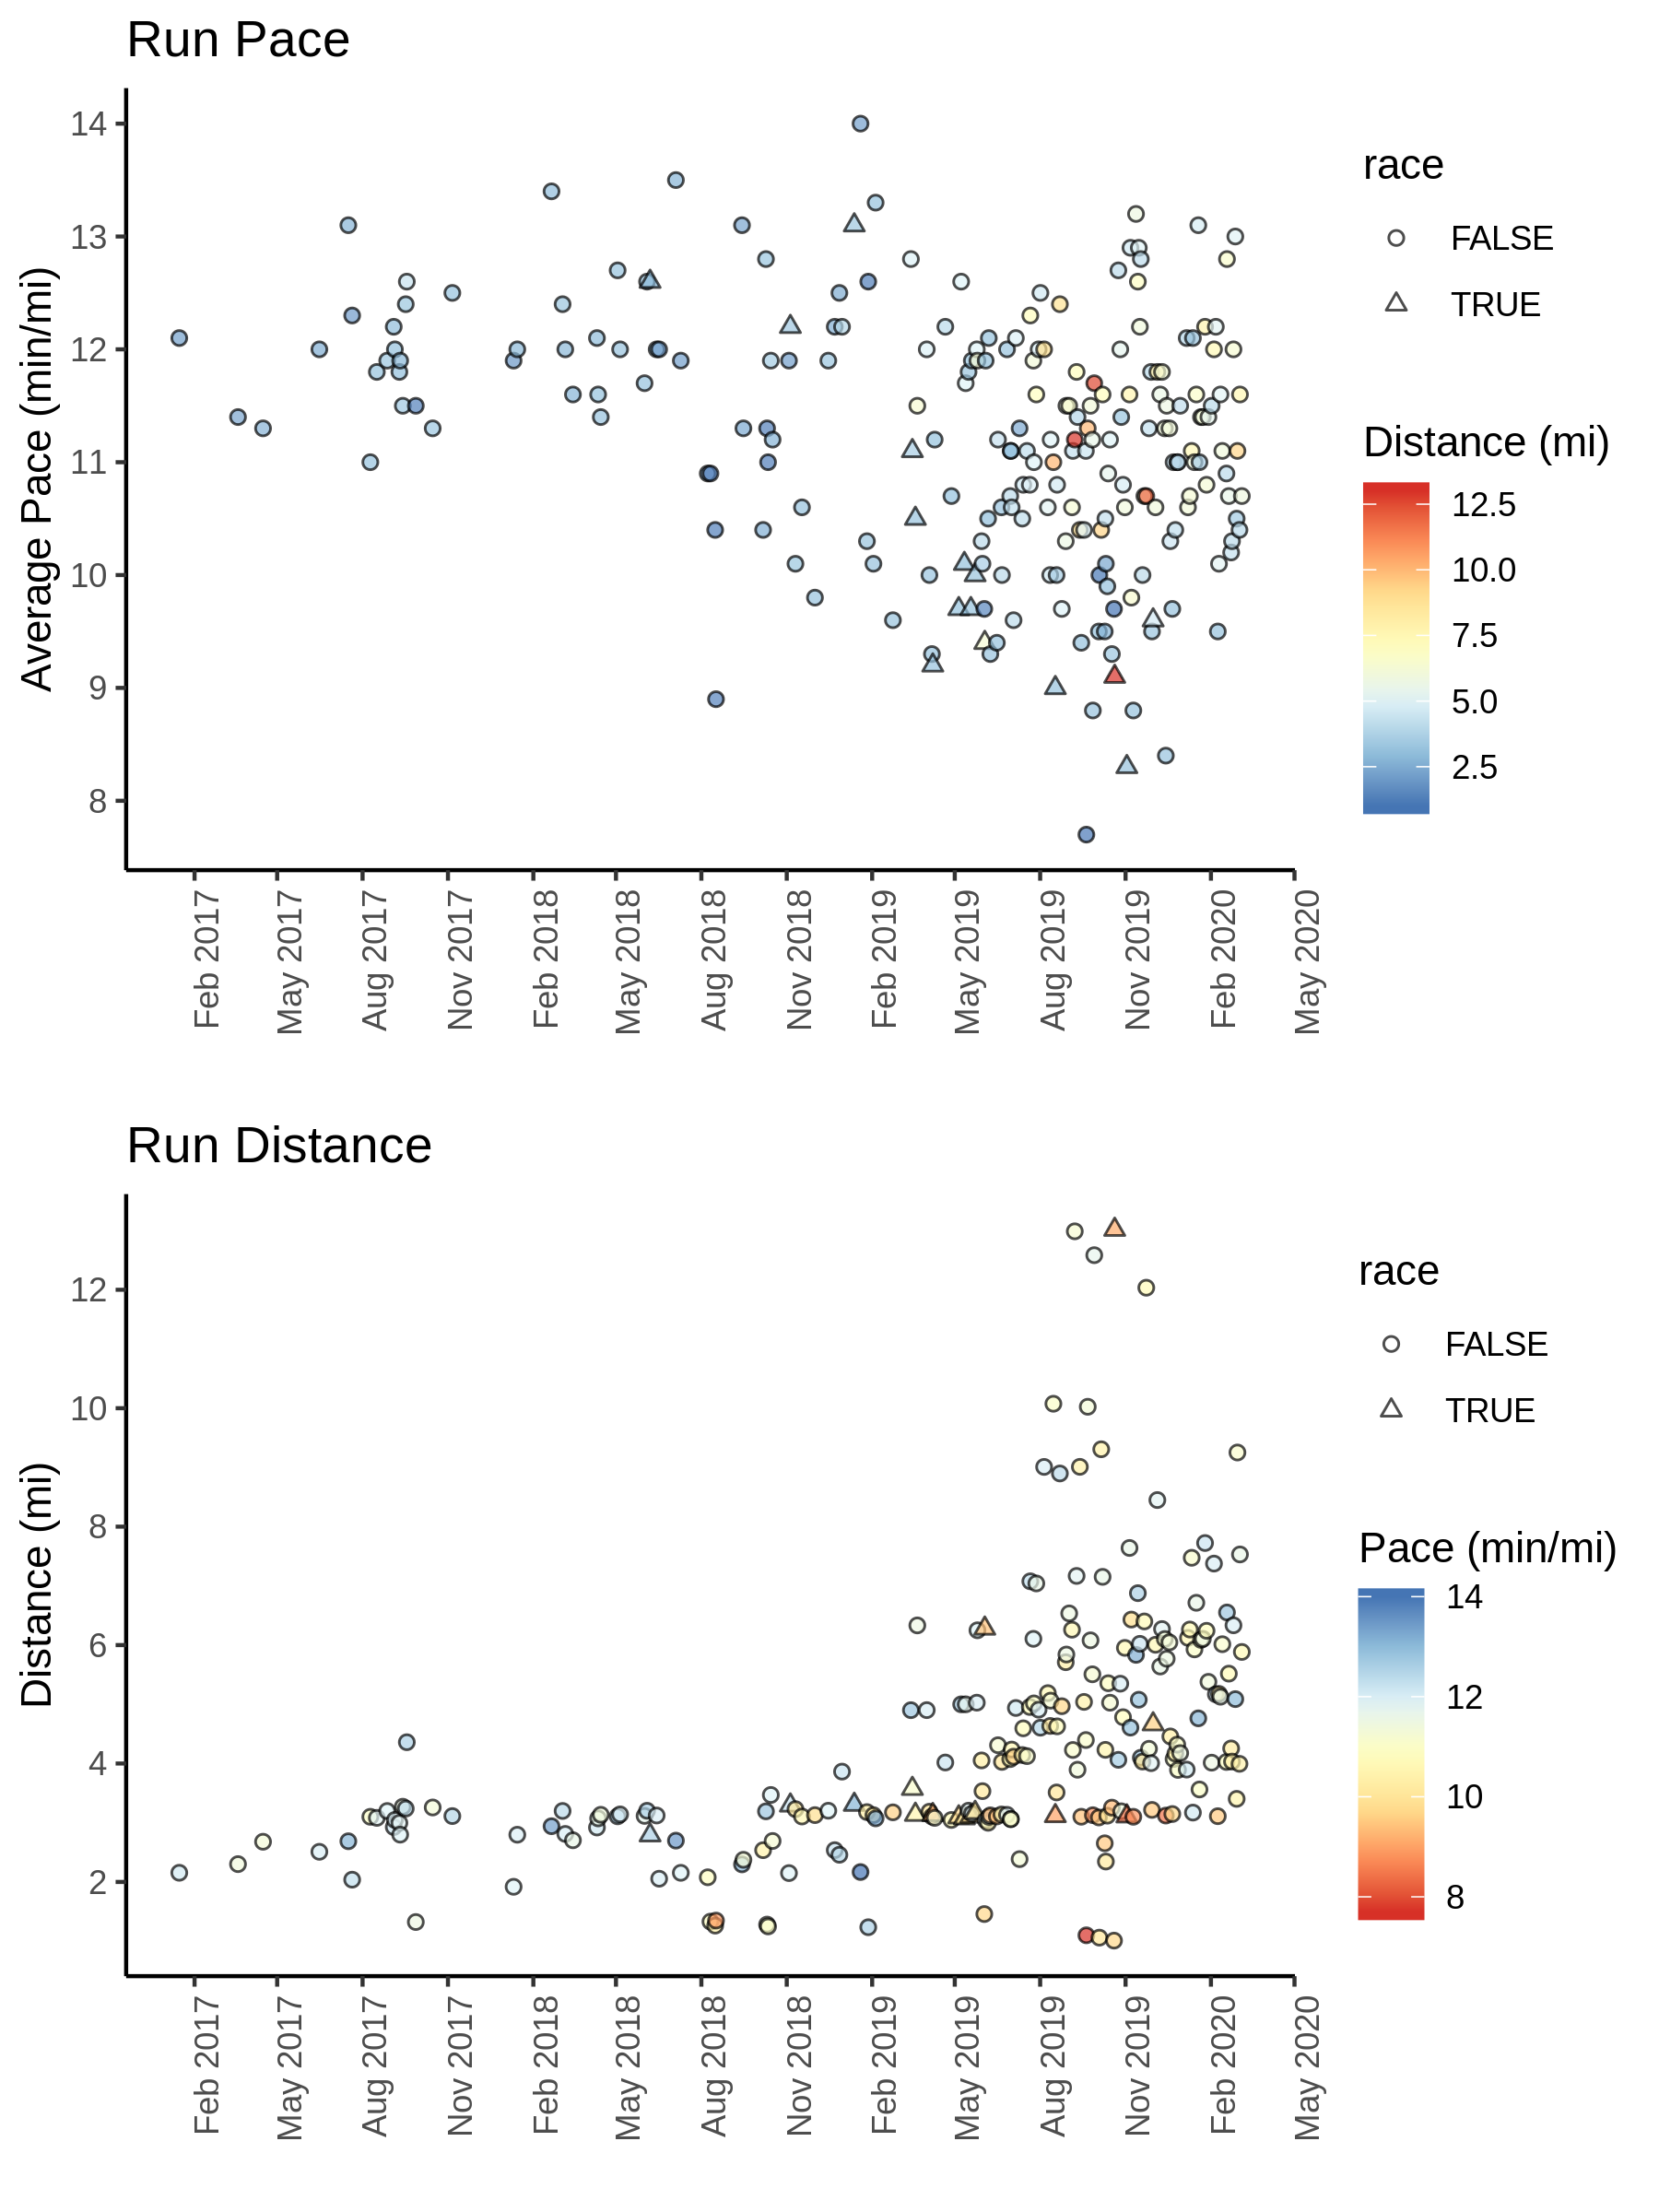 Run Pace
Average Pace (min/mi)
14
13
12
11
10
9
8
Feb 2017
May 2017
Aug 2017
Nov 2017
Feb 2018
May 2018
Aug 2018
Nov 2018
Feb 2019
May 2019
Aug 2019
Nov 2019
Feb 2020
May 2020
race
FALSE
TRUE
Distance (mi)
12.5
10.0
7.5
5.0
2.5
Run Distance
Distance (mi)
12
10
8
6
4
2
Feb 2017
May 2017
Aug 2017
Nov 2017
Feb 2018
May 2018
Aug 2018
Nov 2018
Feb 2019
May 2019
Aug 2019
Nov 2019
Feb 2020
May 2020
race
FALSE
TRUE
Pace (min/mi)
14
12
10
8